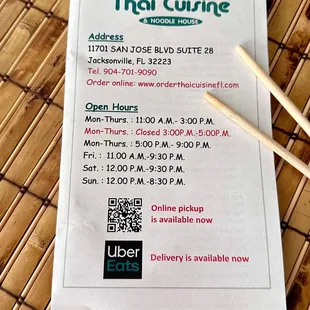 Thai Cuisine
& NOODLE HOUSE
Address
11701 SAN JOSE BLVD SUITE 28
Jacksonville, FL 32223
Tel. 904-701-9090
Order online: www.orderthaicuisinefl.com
Open Hours
Mon-Thurs. : 11:00 A.M.- 3:00 P.M.
Mon-Thurs. : Closed 3:00P.M.-5:00P.M.
Mon-Thurs. : 5:00 P.M.- 9:00 P.M.
Fri. : 11.00 A.M-9:30 P.M.
Sat. : 12.00 P.M.-9:30 P.M.
Sun. : 12.00 P.M.-8:30 P.M.
Online pickup
is available now
Uber
Eats
Delivery is available now